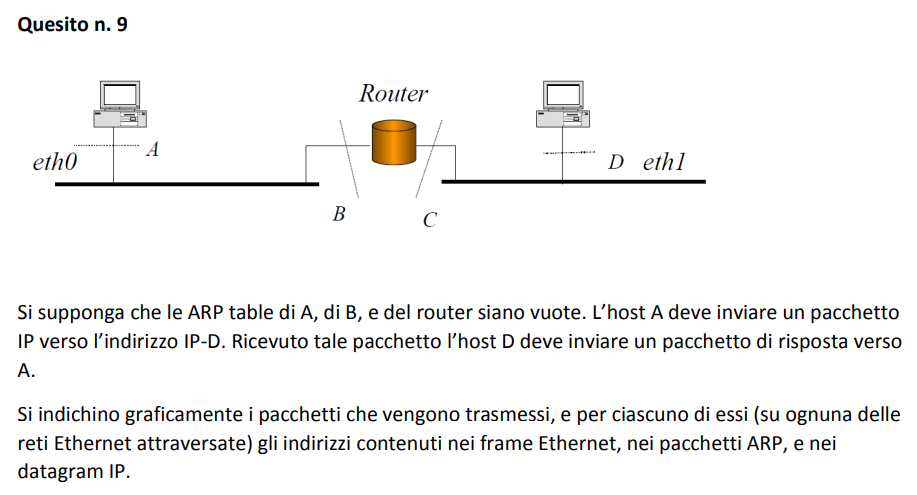 Quesito n. 9
Router
eth0
A
D eth1
B
C
Si supponga che le ARP table di A, di B, e del router siano vuote. L’host A deve inviare un pacchetto
IP verso l’indirizzo IP-D. Ricevuto tale pacchetto l’host D deve inviare un pacchetto di risposta verso
A.
Si indichino graficamente i pacchetti che vengono trasmessi, e per ciascuno di essi (su ognuna delle
reti Ethernet attraversate) gli indirizzi contenuti nei frame Ethernet, nei pacchetti ARP, e nei
datagram IP.